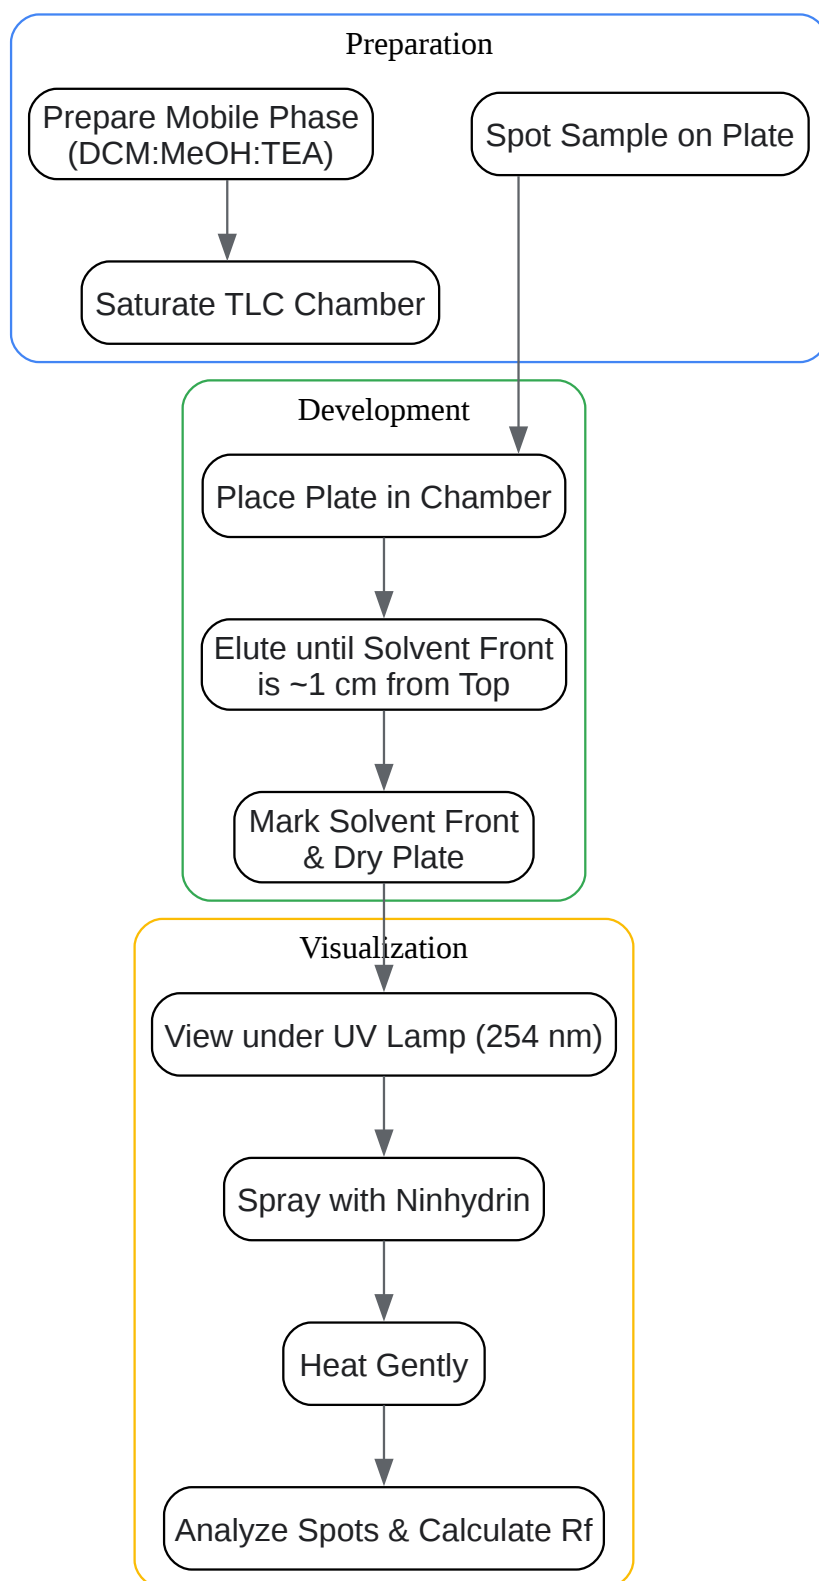 Preparation
Prepare Mobile Phase
(DCM:MeOH:TEA)
Spot Sample on Plate
Saturate TLC Chamber
Development
Place Plate in Chamber
Elute until Solvent Front
is ~1 cm from Top
Mark Solvent Front
& Dry Plate
Visualization
View under UV Lamp (254 nm)
Spray with Ninhydrin
Heat Gently
Analyze Spots & Calculate Rf